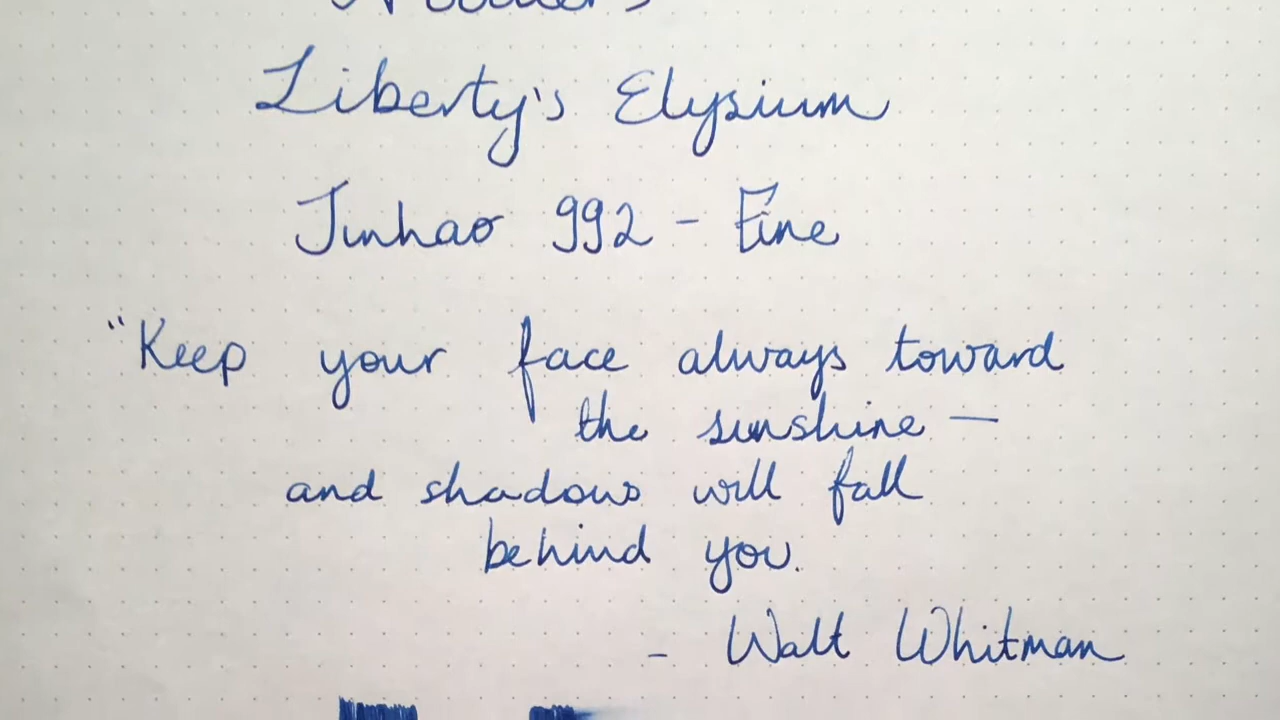 Liberty's Elysium
Jinhao 992 - Fine
"Keep your face always toward
the sunshine —
and shadows will fall
behind you.
- Walt Whitman